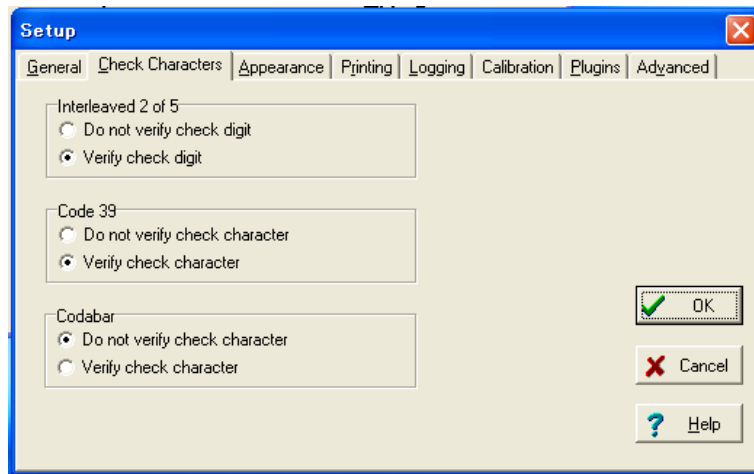 Setup
General Check Characters Appearance Printing Logging Calibration Plugins Advanced
Interleaved 2 of 5
Do not verify check digit
Verify check digit
Code 39
Do not verify check character
Verify check character
Codabar
Do not verify check character
Verify check character
OK
Cancel
Help